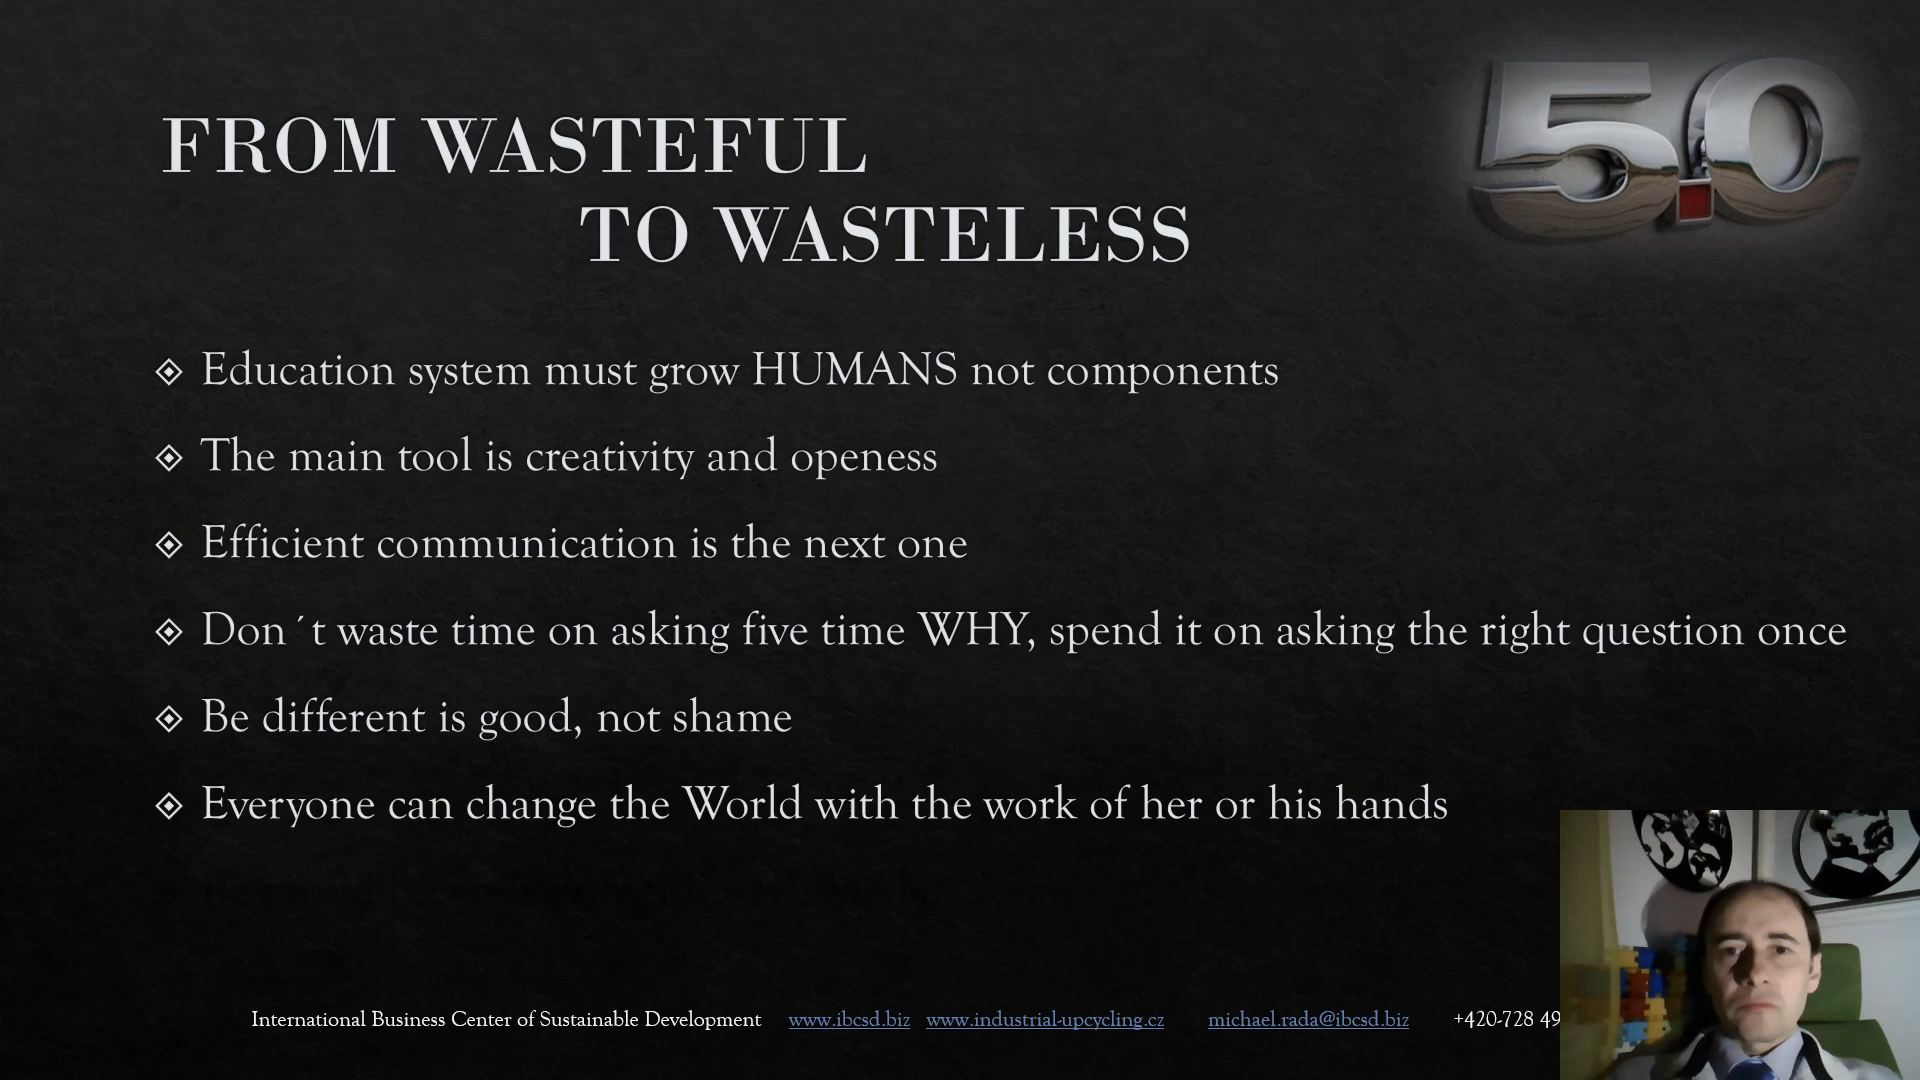 5.0
FROM WASTEFUL
TO WASTELESS
Education system must grow HUMANS not components
The main tool is creativity and openess
Efficient communication is the next one
Don´t waste time on asking five time WHY, spend it on asking the right question once
Be different is good, not shame
Everyone can change the World with the work of her or his hands
International Business Center of Sustainable Development www.ibcsd.biz www.industrial-upcycling.cz michael.rada@ibcsd.biz +420-728 49